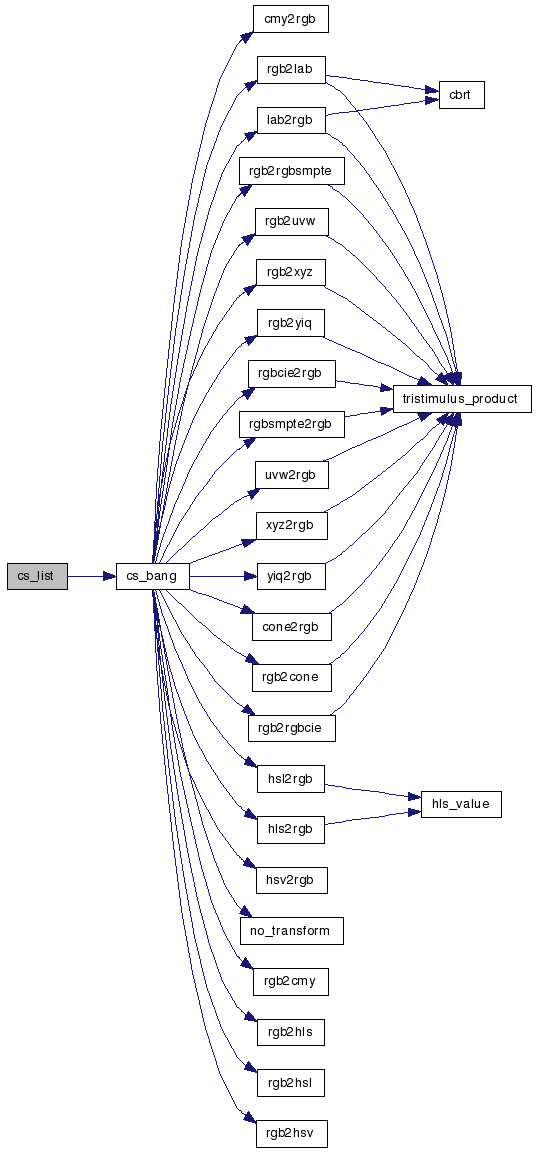 cmy2rgb
rgb2lab
cbrt
lab2rgb
rgb2rgbsmpte
rgb2uvw
rgb2xyz
rgb2yiq
rgbcie2rgb
tristimulus_product
rgbsmpte2rgb
uvw2rgb
xyz2rgb
cs_list
cs_bang
yiq2rgb
cone2rgb
rgb2cone
rgb2rgbcie
hsl2rgb
hls_value
hls2rgb
hsv2rgb
no_transform
rgb2cmy
rgb2hls
rgb2hsl
rgb2hsv